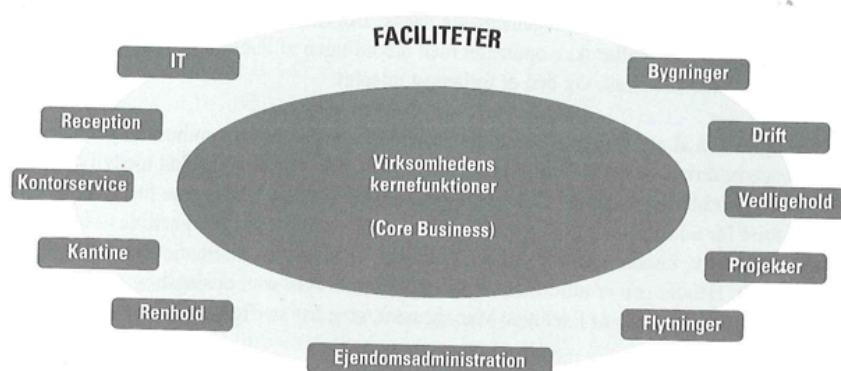 FACILITETER
IT
Bygninger
Reception
Drift
Virksomhedens
kernefunktioner
Kontorservice
Vedligehold
(Core Business)
Kantine
Projekter
Renhold
Flytninger
Ejendomsadministration